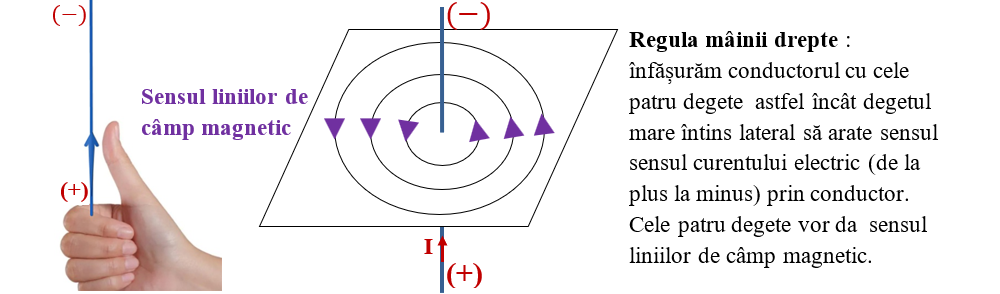 (−)
(+)
Sensul liniilor de
câmp magnetic
(−)
I
(+)
Regula mâinii drepte :
înfășurăm conductorul cu cele
patru degete astfel încât degetul
mare întins lateral să arate sensul
sensul curentului electric (de la
plus la minus) prin conductor.
Cele patru degete vor da sensul
liniilor de câmp magnetic.